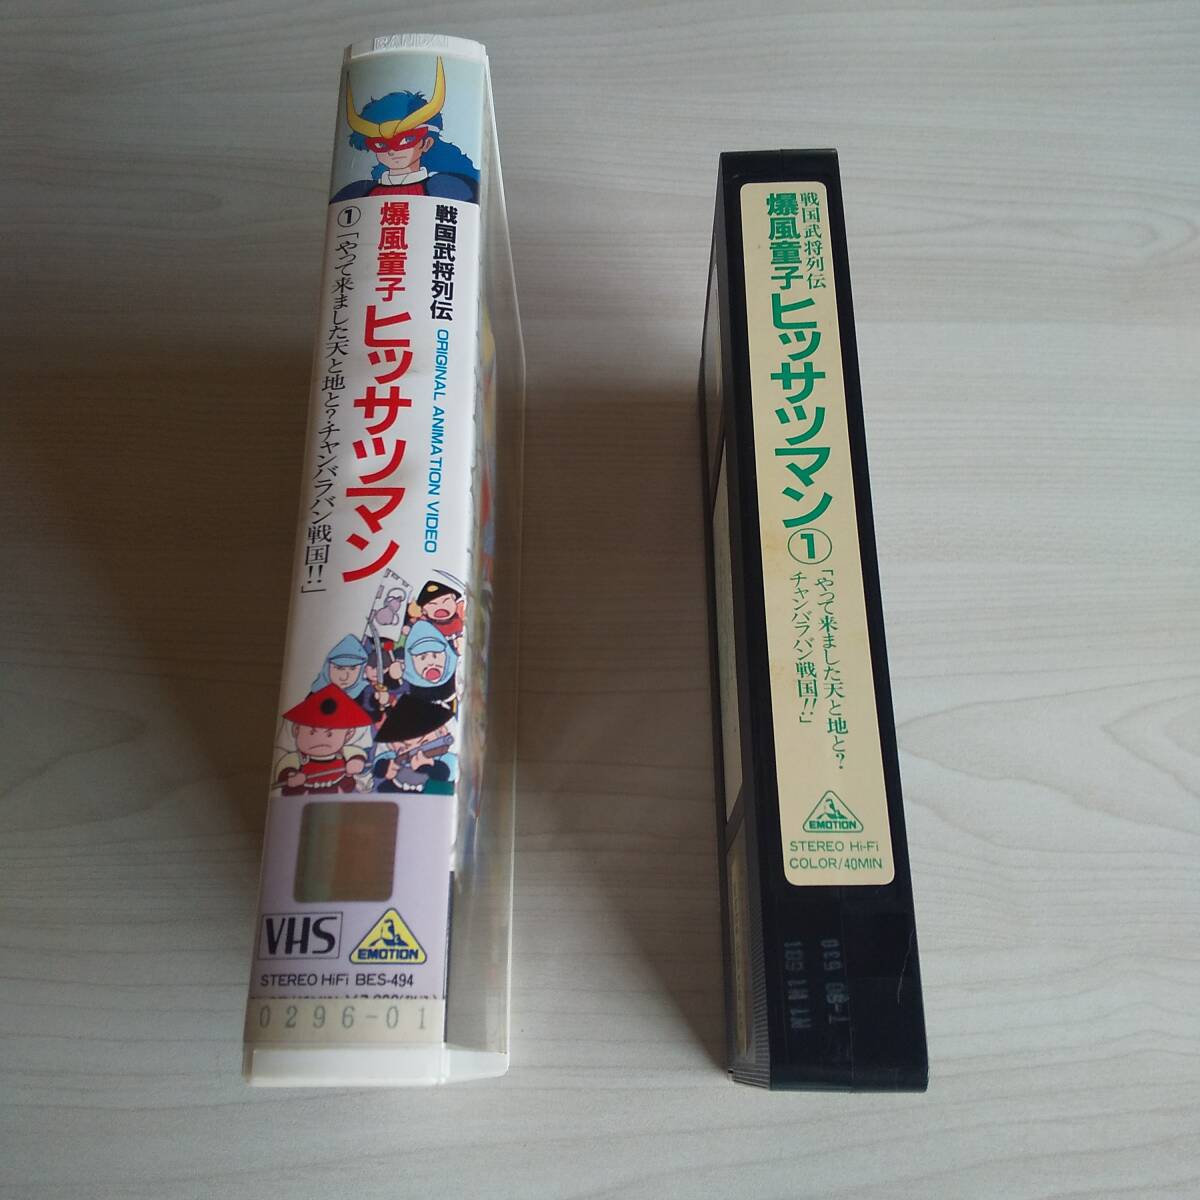 BANDAI
戦国武将列伝
ORIGINAL ANIMATION VIDEO
爆風童子ヒッサツマン
①「やって来ました天と地と?・チャンバラバン戦国!!」
VHS
EMOTION
STEREO HiFi BES-494
0296-01
戦国武将列伝
爆風童子ヒッサツマン①
「やって来ました天と地と?
チャンバラバン戦国!!」
EMOTION
STEREO Hi-Fi
COLOR/40MIN